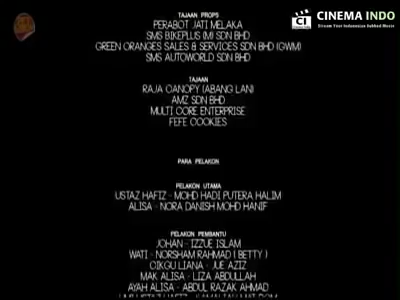 CINEMA INDO
Stream Your Indonesian Subbed Movie
CI
TAJAAN PROPS
PERABOT JATI MELAKA
SMS BIKEPLUS (M) SDN BHD
GREEN ORANGES SALES & SERVICES SDN BHD (GWM)
SMS AUTOWORLD SDN BHD
TAJAAN
RAJA CANOPY (ABANG LAN)
AMZ SDN BHD
MULTI CORE ENTERPRISE
FEFE COOKIES
PARA PELAKON
PELAKON UTAMA
USTAZ HAFIZ - MOHD HADI PUTERA HALIM
ALISA - NORA DANISH MOHD HANIF
PELAKON PEMBANTU
JOHAN - IZZUE ISLAM
WATI - NORSHAM RAHMAD ( BETTY )
CIKGU LIANA - JUE AZIZ
MAK ALISA - LIZA ABDULLAH
AYAH ALISA - ABDUL RAZAK AHMAD